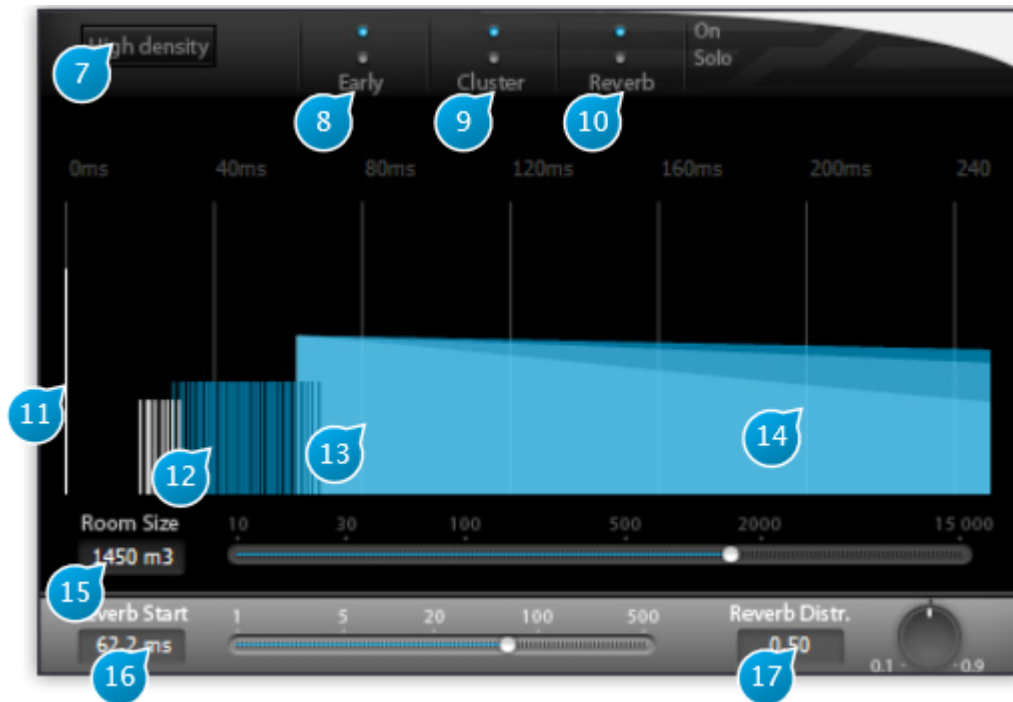 On
High density
Solo
7
Early
Cluster
Reverb
8
9
10
0ms
40ms
80ms
120ms
160ms
200ms
240
11
12
13
14
Room Size
10
30
100
500
2000
15 000
1450 m3
15
Reverb Start
1
5
20
100
500
Reverb Distr.
62.2 ms
0.50
0.1
0.9
16
17